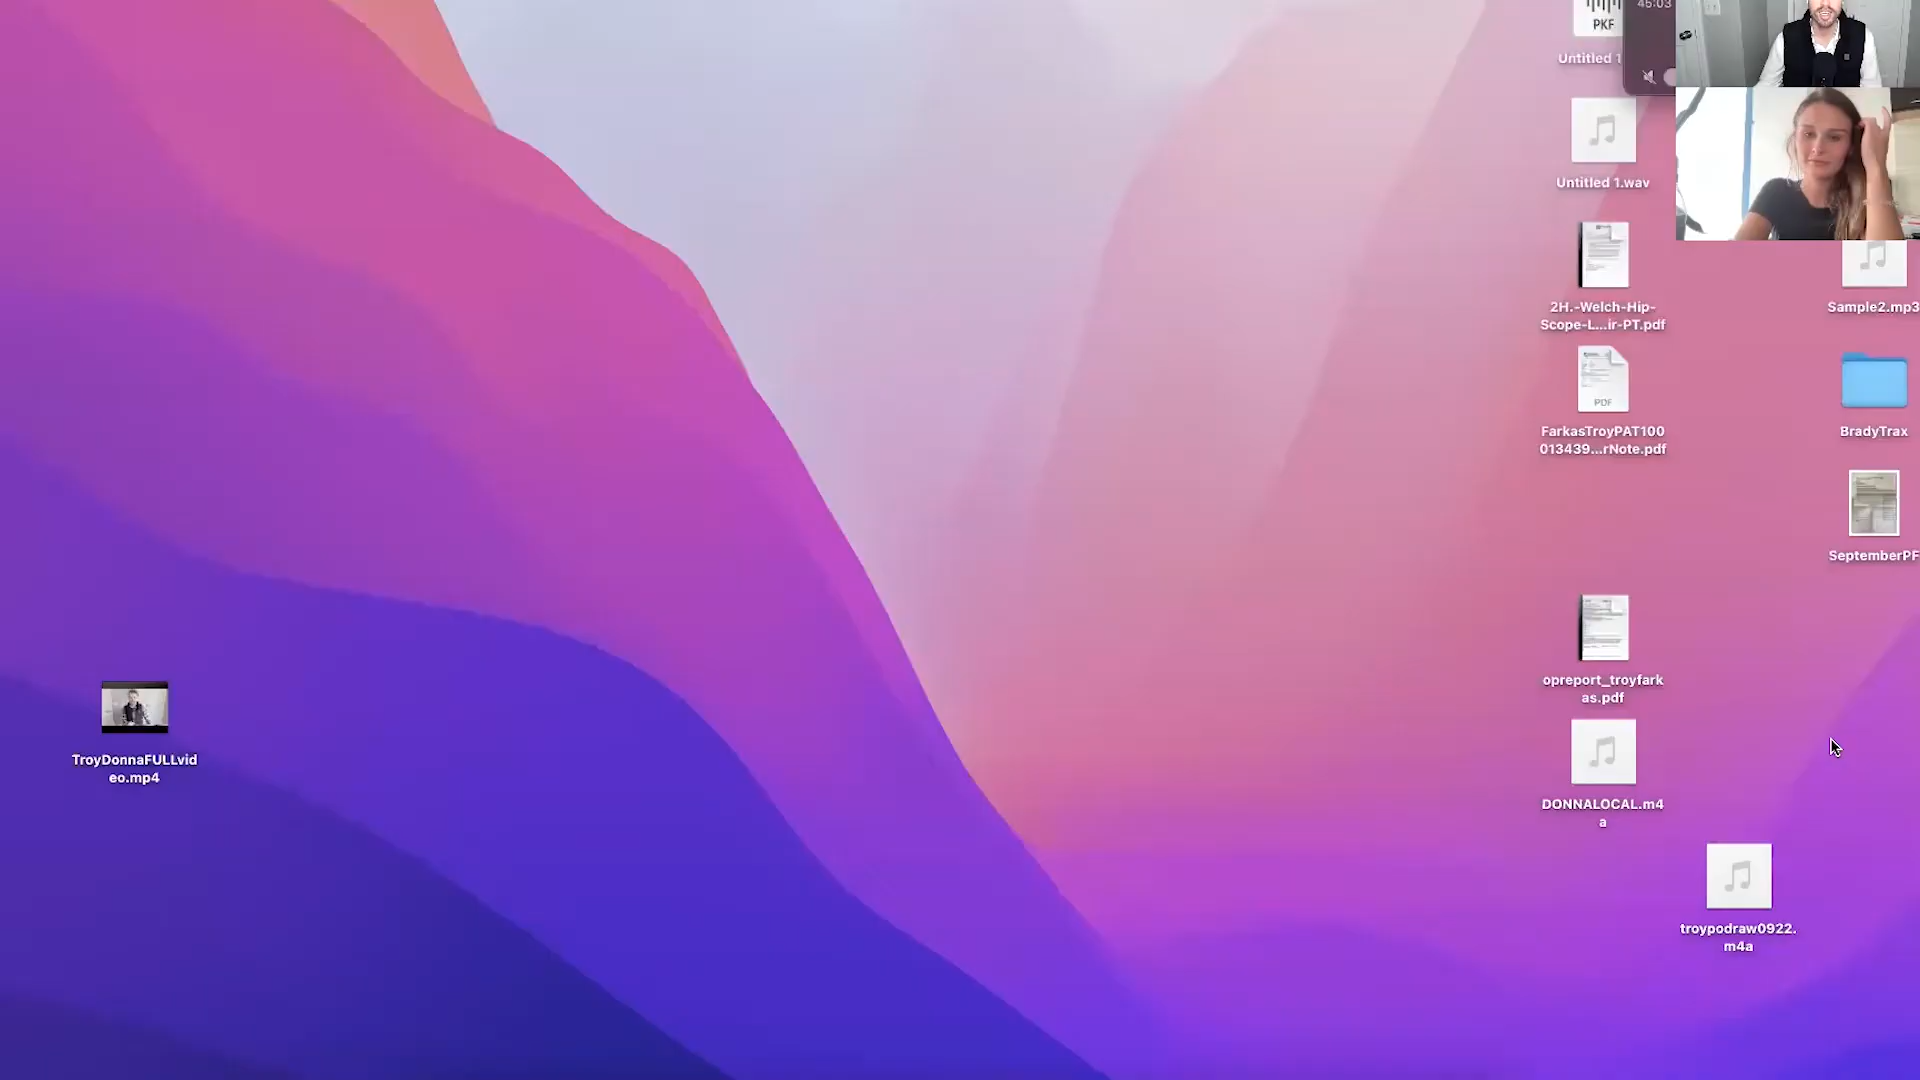 45:03
PKF
Untitled 1
Untitled 1.wav
2H.-Welch-Hip-
Scope-L...ir-PT.pdf
Sample2.mp3
PDF
FarkasTroyPAT100
013439...rNote.pdf
BradyTrax
SeptemberPF
opreport_troyfark
as.pdf
TroyDonnaFULLvid
eo.mp4
DONNALOCAL.m4
a
troypodraw0922.
m4a